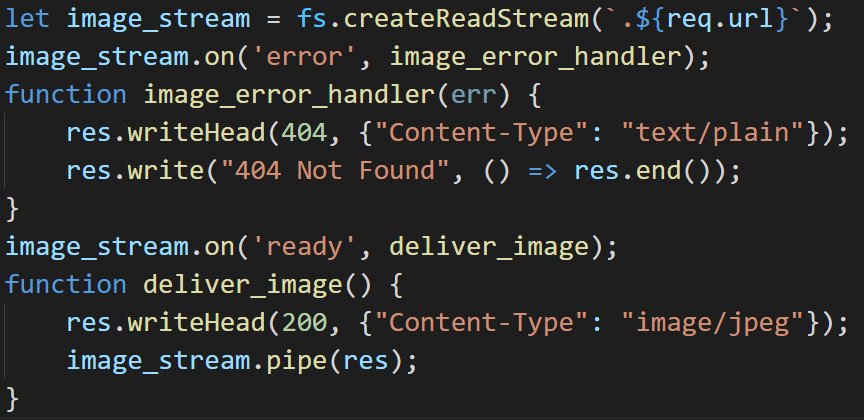 let image_stream = fs.createReadStream(`.${req.url}`);
image_stream.on('error', image_error_handler);
function image_error_handler(err) {
    res.writeHead(404, {"Content-Type": "text/plain"});
    res.write("404 Not Found", () => res.end());
}
image_stream.on('ready', deliver_image);
function deliver_image() {
    res.writeHead(200, {"Content-Type": "image/jpeg"});
    image_stream.pipe(res);
}